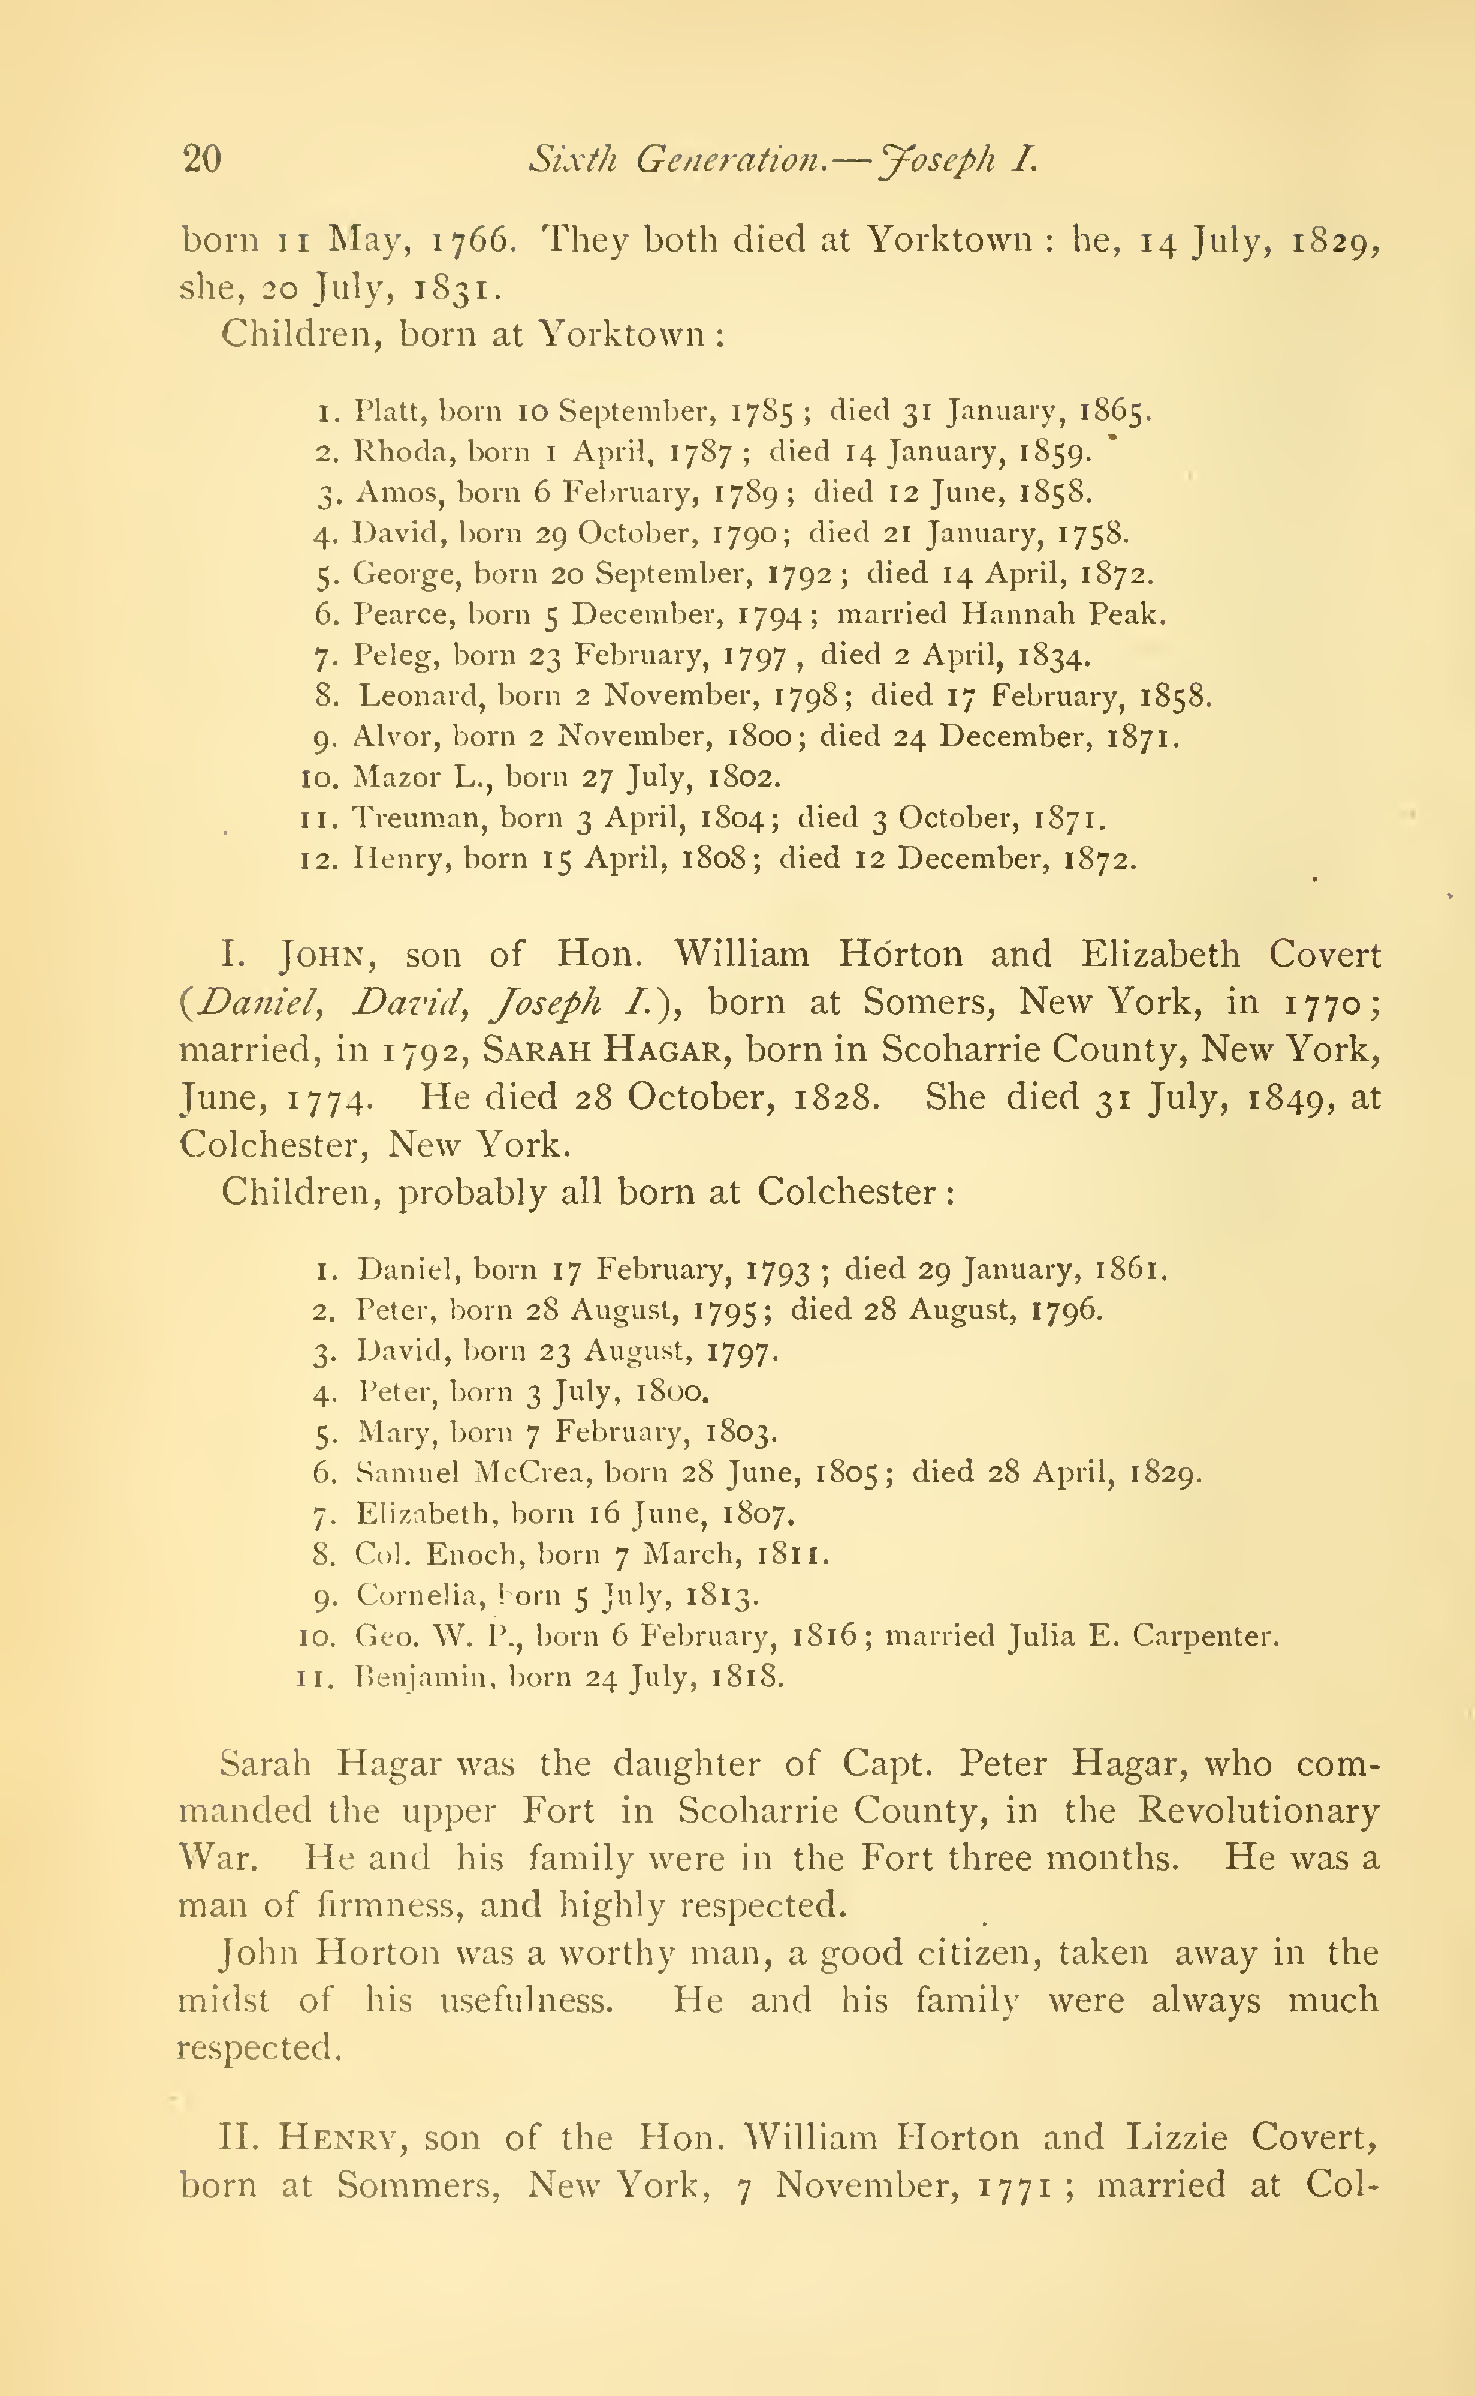 20 Sixth Generation.—Joseph I.
born 11 May, 1766. They both died at Yorktown : he, 14 July, 1829,
she, 20 July, 1831.
Children, born at Yorktown :
1. Platt, born 10 September, 1785 ; died 31 January, 1865.
2. Rhoda, born 1 April, 1787 ; died 14 January, 1859.
3. Amos, born 6 February, 1789 ; died 12 June, 1858.
4. David, born 29 October, 1790; died 21 January, 1758.
5. George, born 20 September, 1792 ; died 14 April, 1872.
6. Pearce, born 5 December, 1794 ; married Hannah Peak.
7. Peleg, born 23 February, 1797 , died 2 April, 1834.
8. Leonard, born 2 November, 1798; died 17 February, 1858.
9. Alvor, born 2 November, 1800; died 24 December, 1871.
10. Mazor L., born 27 July, 1802.
11. Treuman, born 3 April, 1804; died 3 October, 1871.
12. Henry, born 15 April, 1808; died 12 December, 1872.
I. JOHN, son of Hon. William Horton and Elizabeth Covert
(Daniel, David, Joseph I.), born at Somers, New York, in 1770 ;
married, in 1792, SARAH HAGAR, born in Scoharrie County, New York,
June, 1774. He died 28 October, 1828. She died 31 July, 1849, at
Colchester, New York.
Children, probably all born at Colchester :
1. Daniel, born 17 February, 1793 ; died 29 January, 1861.
2. Peter, born 28 August, 1795; died 28 August, 1796.
3. David, born 23 August, 1797.
4. Peter, born 3 July, 1800.
5. Mary, born 7 February, 1803.
6. Samuel McCrea, born 28 June, 1805; died 28 April, 1829.
7. Elizabeth, born 16 June, 1807.
8. Col. Enoch, born 7 March, 1811.
9. Cornelia, born 5 July, 1813.
10. Geo. W. P., born 6 February, 1816; married Julia E. Carpenter.
11. Benjamin, born 24 July, 1818.
Sarah Hagar was the daughter of Capt. Peter Hagar, who com-
manded the upper Fort in Scoharrie County, in the Revolutionary
War. He and his family were in the Fort three months. He was a
man of firmness, and highly respected.
John Horton was a worthy man, a good citizen, taken away in the
midst of his usefulness. He and his family were always much
respected.
II. HENRY, son of the Hon. William Horton and Lizzie Covert,
born at Sommers, New York, 7 November, 1771 ; married at Col-